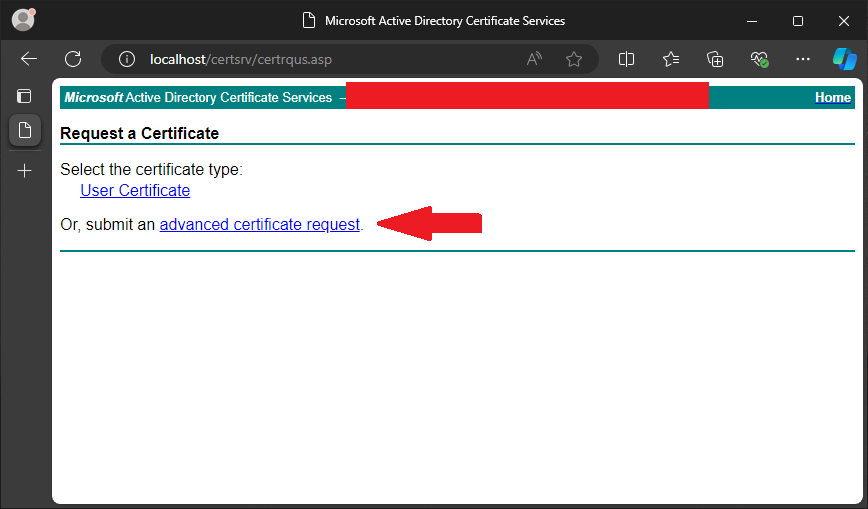 Microsoft Active Directory Certificate Services
localhost/certsrv/certrqus.asp
Microsoft Active Directory Certificate Services –
Home
Request a Certificate
Select the certificate type:
User Certificate
Or, submit an advanced certificate request.